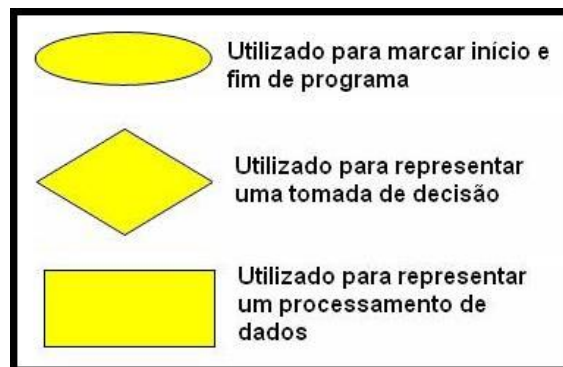 Utilizado para marcar início e
fim de programa
Utilizado para representar
uma tomada de decisão
Utilizado para representar
um processamento de
dados